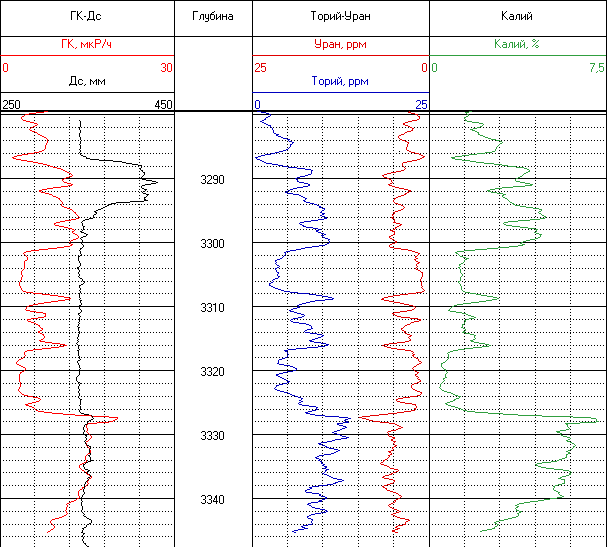 ГК-Дс Глубина Торий-Уран Калий
ГК, мкР/ч Уран, ppm Калий, %
0 30 25 0 0 7,5
Дс, мм Торий, ppm
250 450 0 25
3290
3300
3310
3320
3330
3340